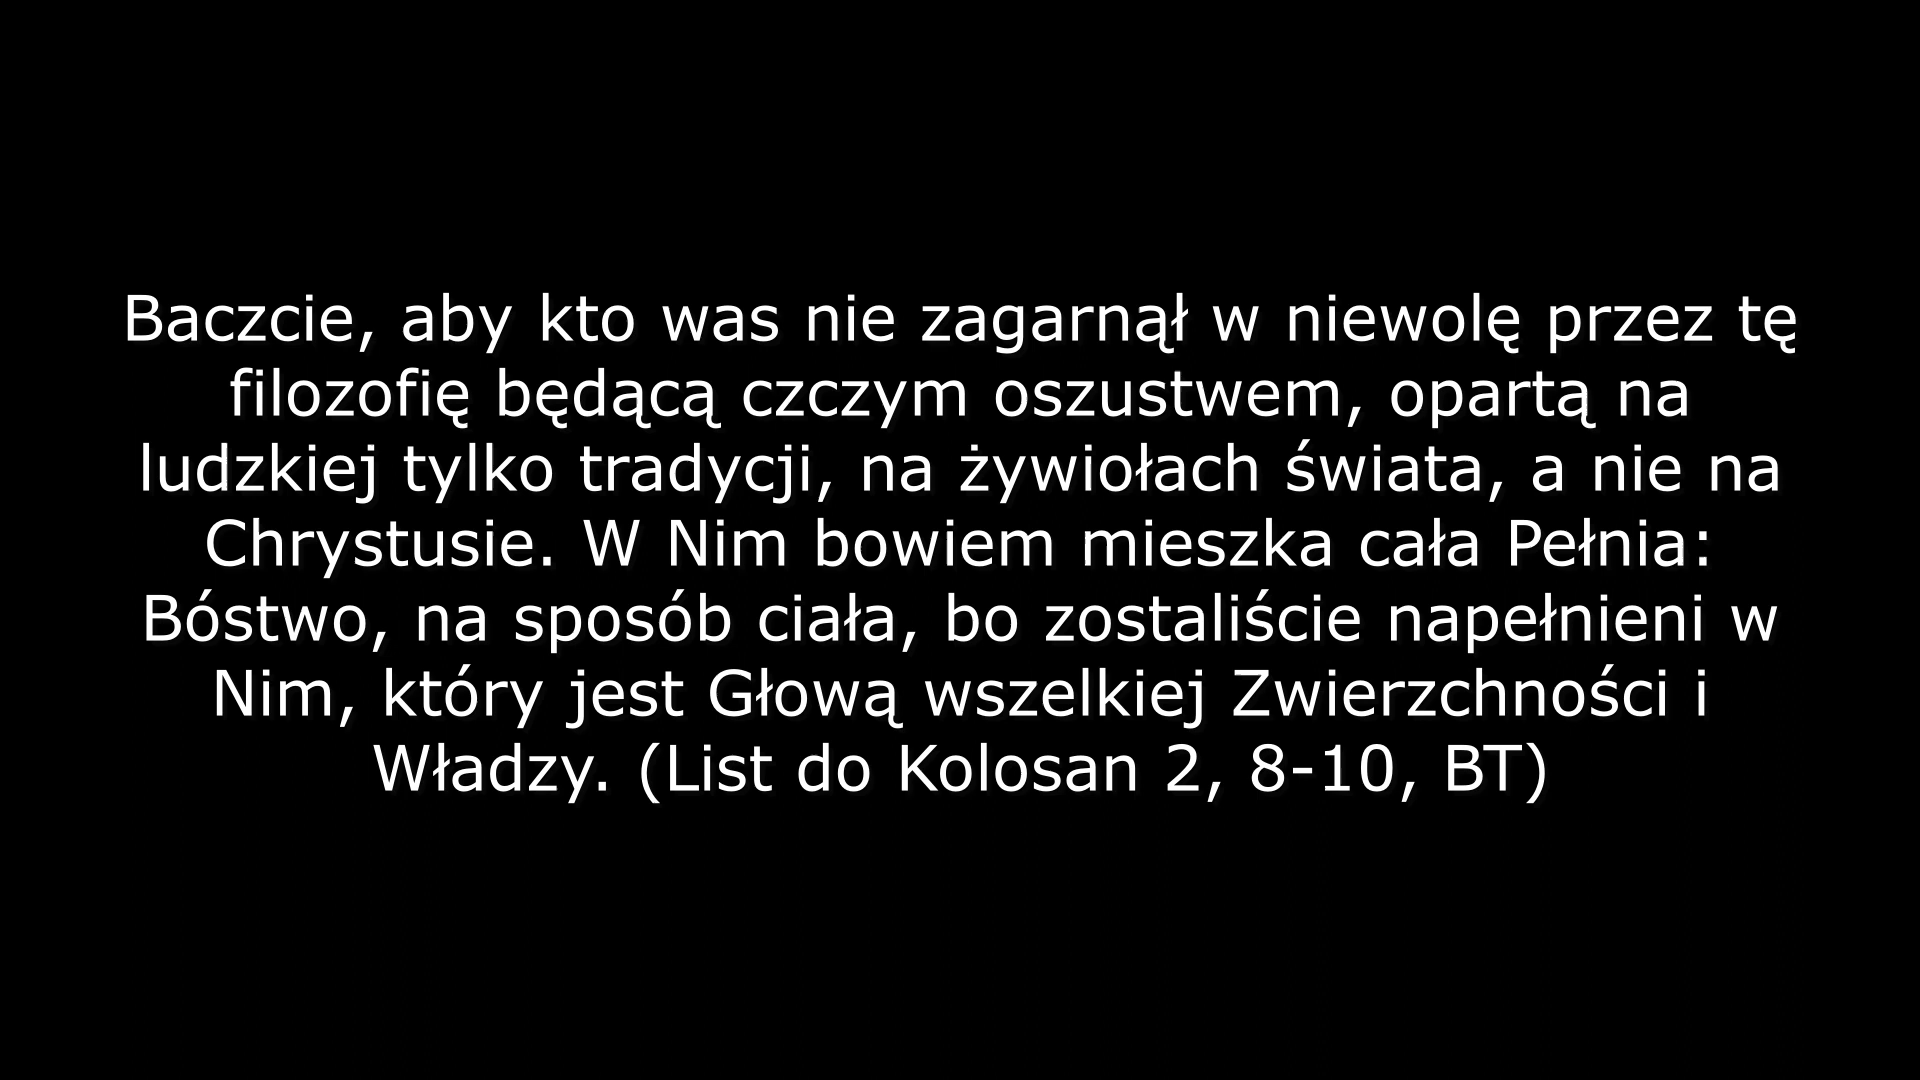 Baczcie, aby kto was nie zagarnął w niewolę przez tę
filozofię będącą czczym oszustwem, opartą na
ludzkiej tylko tradycji, na żywiołach świata, a nie na
Chrystusie. W Nim bowiem mieszka cała Pełnia:
Bóstwo, na sposób ciała, bo zostaliście napełnieni w
Nim, który jest Głową wszelkiej Zwierzchności i
Władzy. (List do Kolosan 2, 8-10, BT)